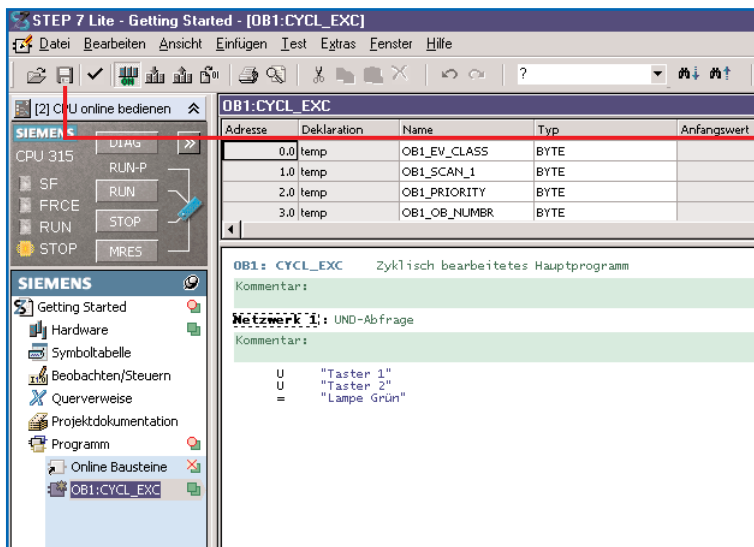 STEP 7 Lite - Getting Started - [OB1:CYCL_EXC]
Datei Bearbeiten Ansicht Einfügen Test Extras Fenster Hilfe
?
[2] CPU online bedienen
SIEMENS
CPU 315
DIAG
RUN-P
SF
RUN
FRCE
RUN
STOP
STOP
MRES
SIEMENS
Getting Started
Hardware
Symboltabelle
Beobachten/Steuern
Querverweise
Projektdokumentation
Programm
Online Bausteine
OB1:CYCL_EXC
OB1:CYCL_EXC
Adresse Deklaration Name Typ Anfangswert
0.0 temp OB1_EV_CLASS BYTE
1.0 temp OB1_SCAN_1 BYTE
2.0 temp OB1_PRIORITY BYTE
3.0 temp OB1_OB_NUMBR BYTE
OB1: CYCL_EXC Zyklisch bearbeitetes Hauptprogramm
Kommentar:
Netzwerk 1: UND-Abfrage
Kommentar:
U "Taster 1"
U "Taster 2"
= "Lampe Grün"